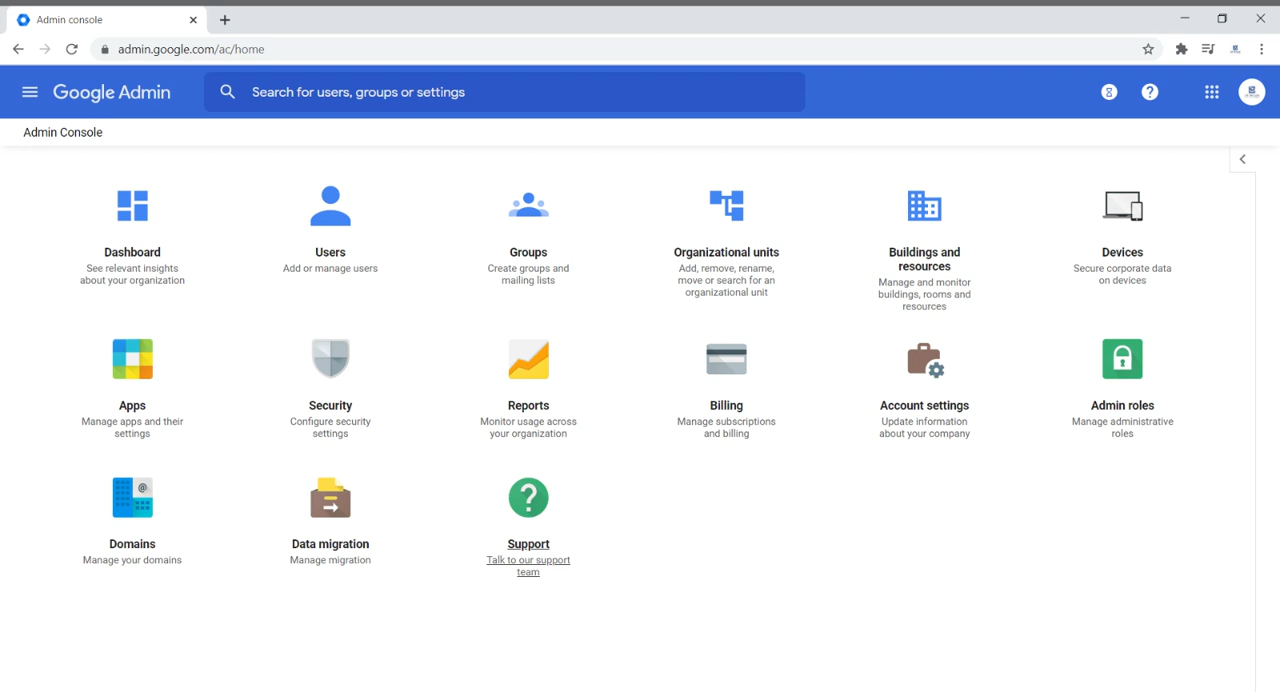 Admin console
admin.google.com/ac/home
Google Admin
Search for users, groups or settings
Admin Console
Dashboard
See relevant insights
about your organization
Users
Add or manage users
Groups
Create groups and
mailing lists
Organizational units
Add, remove, rename,
move or search for an
organizational unit
Buildings and
resources
Manage and monitor
buildings, rooms and
resources
Devices
Secure corporate data
on devices
Apps
Manage apps and their
settings
Security
Configure security
settings
Reports
Monitor usage across
your organization
Billing
Manage subscriptions
and billing
Account settings
Update information
about your company
Admin roles
Manage administrative
roles
@
Domains
Manage your domains
Data migration
Manage migration
Support
Talk to our support
team